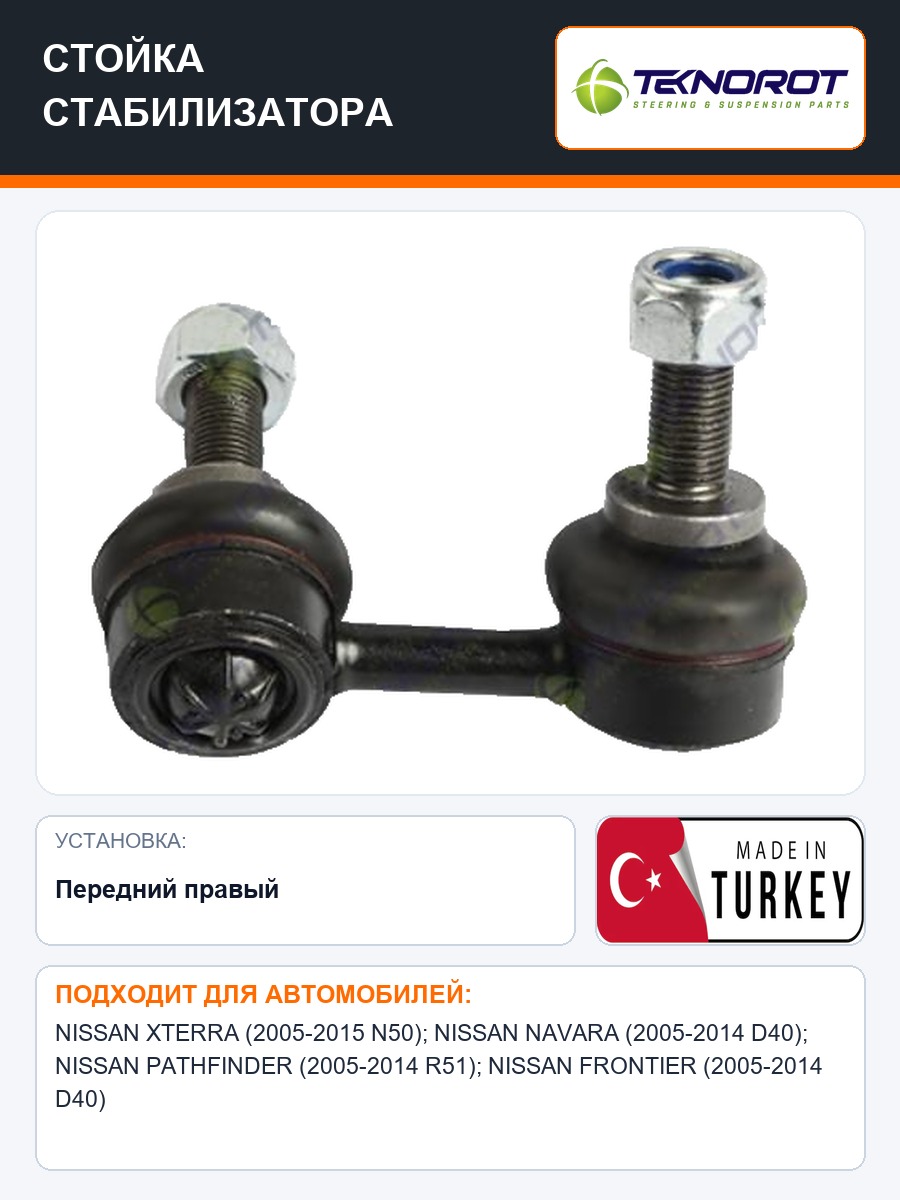 СТОЙКА
СТАБИЛИЗАТОРА
TEKNOROT
STEERING & SUSPENSION PARTS
УСТАНОВКА:
Передний правый
MADE IN
TURKEY
ПОДХОДИТ ДЛЯ АВТОМОБИЛЕЙ:
NISSAN XTERRA (2005-2015 N50); NISSAN NAVARA (2005-2014 D40);
NISSAN PATHFINDER (2005-2014 R51); NISSAN FRONTIER (2005-2014
D40)